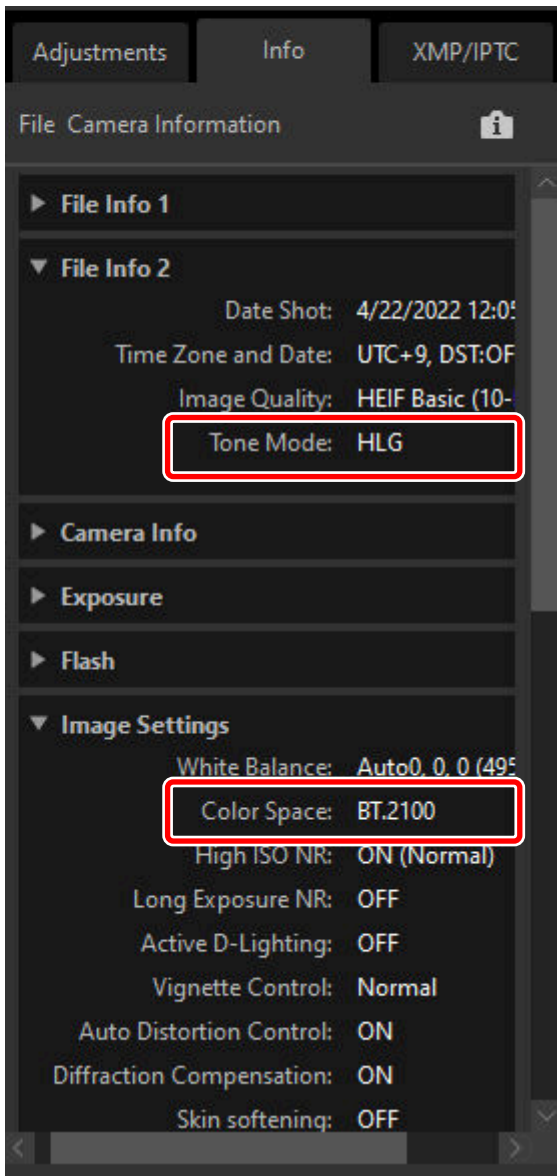 Adjustments Info XMP/IPTC
File Camera Information
File Info 1
File Info 2
Date Shot: 4/22/2022 12:05
Time Zone and Date: UTC+9, DST:OF
Image Quality: HEIF Basic (10-
Tone Mode: HLG
Camera Info
Exposure
Flash
Image Settings
White Balance: Auto0, 0, 0 (495
Color Space: BT.2100
High ISO NR: ON (Normal)
Long Exposure NR: OFF
Active D-Lighting: OFF
Vignette Control: Normal
Auto Distortion Control: ON
Diffraction Compensation: ON
Skin softening: OFF